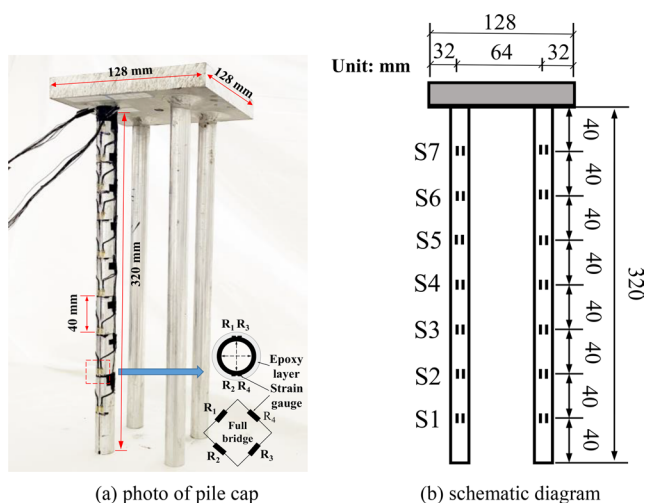 128 mm
128 mm
320 mm
40 mm
R1 R3
R2 R4
Epoxy
layer
Strain
gauge
R1
R4
Full
bridge
R2
R3
(a) photo of pile cap
128
32
64
32
Unit: mm
S7
S6
S5
S4
S3
S2
S1
40
40
40
40
40
40
40
40
320
(b) schematic diagram